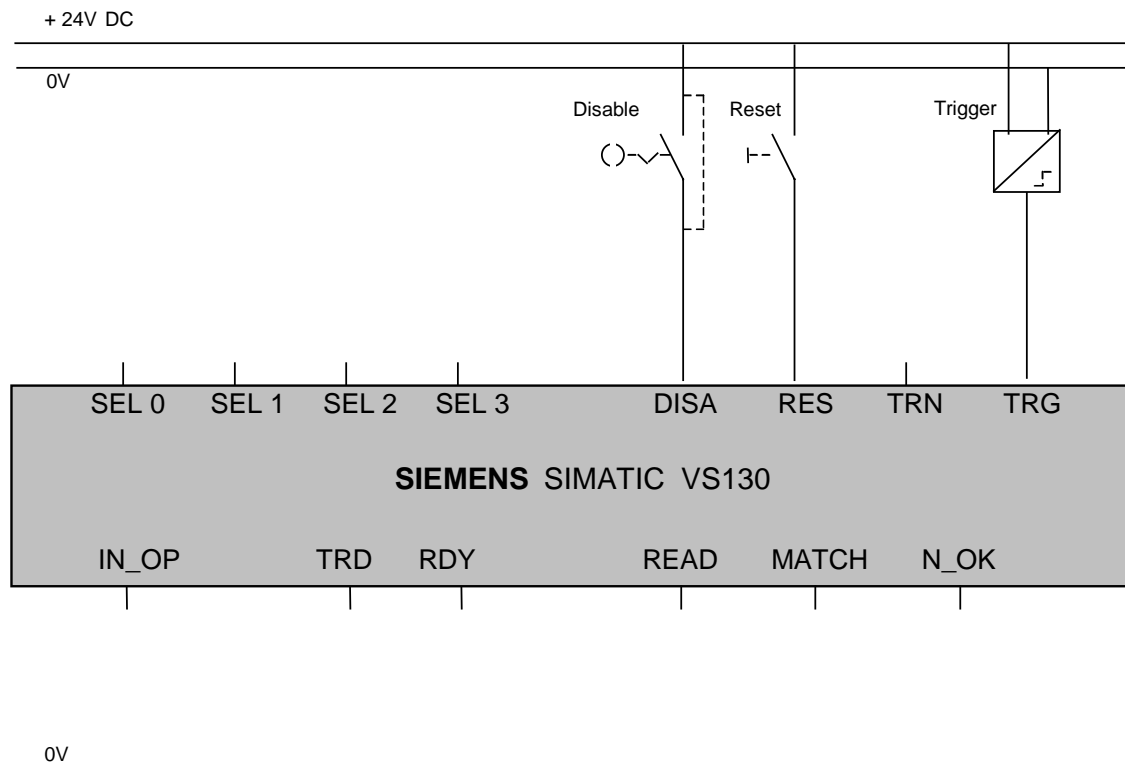 + 24V DC
0V
Disable Reset Trigger
SEL 0 SEL 1 SEL 2 SEL 3 DISA RES TRN TRG
SIEMENS SIMATIC VS130
IN_OP TRD RDY READ MATCH N_OK
0V